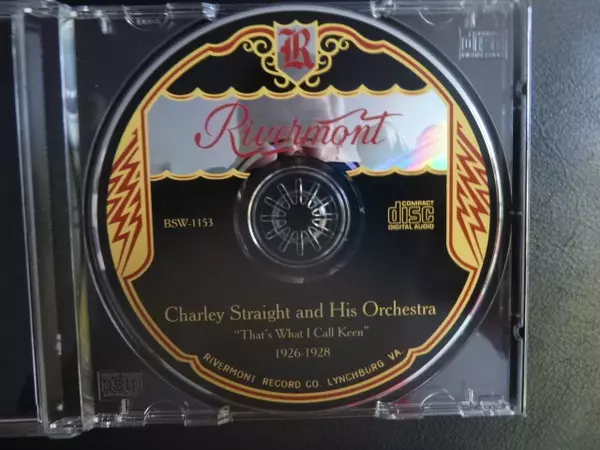 R
Rivermont
BSW-1153
COMPACT
disc
DIGITAL AUDIO
Charley Straight and His Orchestra
“That’s What I Call Keen”
1926-1928
RIVERMONT RECORD CO. LYNCHBURG VA.